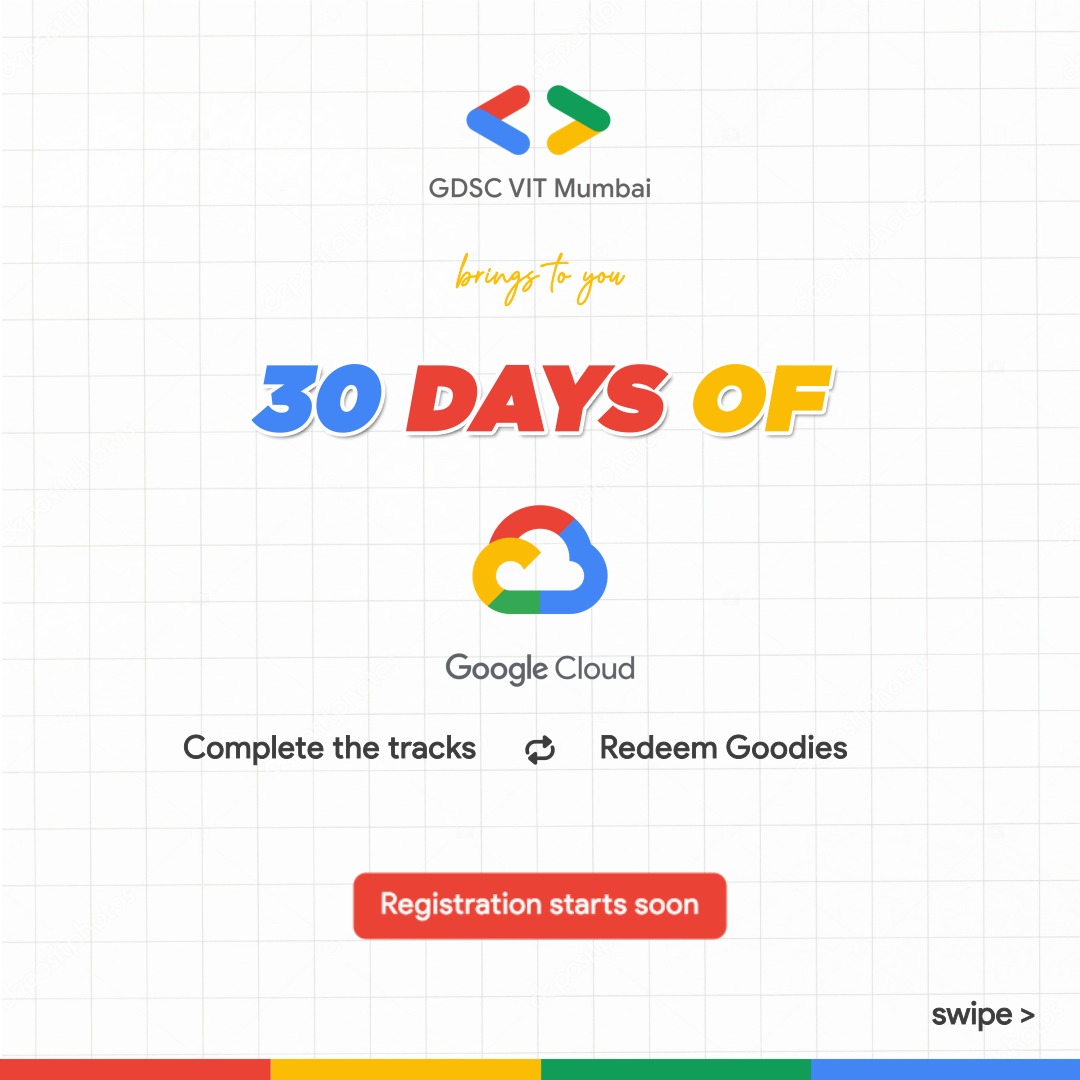 GDSC VIT Mumbai
brings to you
30 DAYS OF
Google Cloud
Complete the tracks Redeem Goodies
Registration starts soon
swipe >